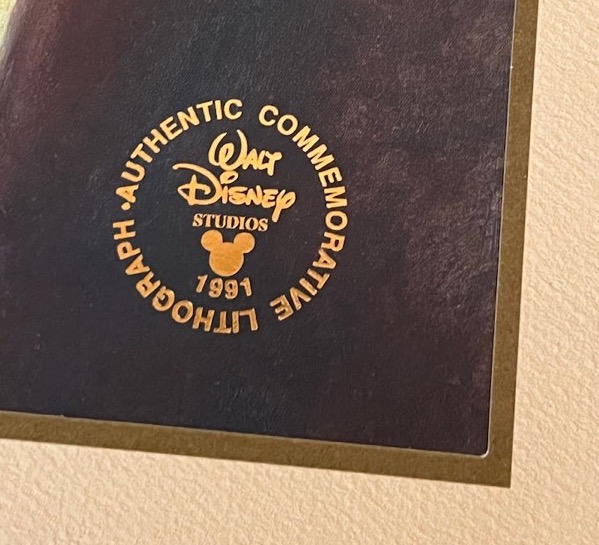 ·AUTHENTIC COMMEMORATIVE LITHOGRAPH
WALT
DISNEY
STUDIOS
1991